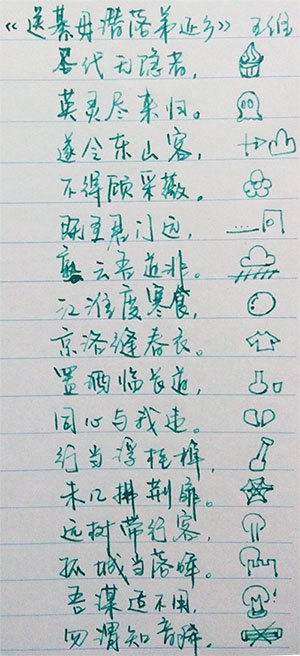 《送綦毋潜落第还乡》 王维
圣代无隐者,
英灵尽来归。
遂令东山客,
不得顾采薇。
既至君门远,
孰云吾道非。
江淮度寒食,
京洛缝春衣。
置酒临长道,
同心与我违。
行当浮桂棹,
未几拂荆扉。
远树带行客,
孤城当落晖。
吾谋适不用,
勿谓知音稀。